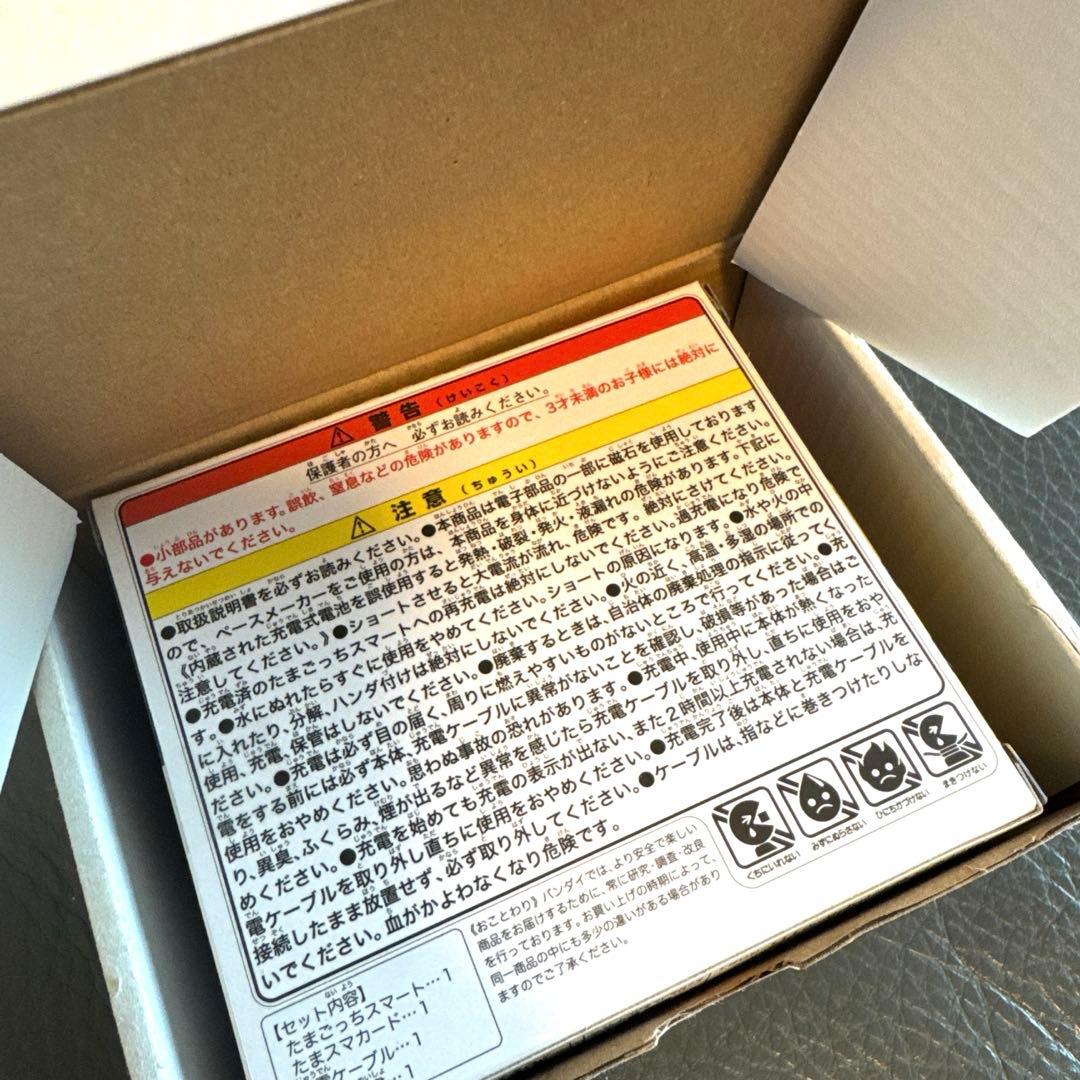 ⚠ 警告（けいこく）
保護者の方へ 必ずお読みください。
●小部品があります。誤飲、窒息などの危険がありますので、3才未満のお子様には絶対に
与えないでください。
⚠ 注意（ちゅうい）
●取扱説明書を必ずお読みください。●本商品は電子部品の一部に磁石を使用しております
ので、ペースメーカーをご使用の方は、本商品を身体に近づけないようにご注意ください。
《内蔵された充電式電池を誤使用すると発熱・破裂・発火・液漏れの危険があります。下記に
注意してください。》●ショートさせると大電流が流れ、危険です。絶対にさけてください。
●充電済のたまごっちスマートへの再充電は絶対にしないでください。過充電になり危険で
す。●水にぬれたらすぐに使用をやめてください。ショートの原因になります。●水や火の中
に入れたり、分解、ハンダ付けは絶対にしないでください。●火の近く、高温・多湿の場所での
使用、充電、保管はしないでください。●廃棄するときは、自治体の廃棄処理の指示に従ってく
ださい。●充電は必ず目の届く、周りに燃えやすいものがないところで行ってください。●充
電をする前には必ず本体、充電ケーブルに異常がないことを確認し、破損等があった場合はご
使用をおやめください。思わぬ事故の恐れがあります。●充電中、使用中に本体が熱くなった
り、異臭、ふくらみ、煙が出るなど異常を感じたら充電ケーブルを取り外し、直ちに使用をおや
めください。●充電を始めても充電の表示が出ない、また2時間以上充電されない場合は、充
電ケーブルを取り外し直ちに使用をおやめください。●充電完了後は本体と充電ケーブルを
接続したまま放置せず、必ず取り外してください。●ケーブルは、指などに巻きつけたりしな
いでください。血がかよわなくなり危険です。
くちにいれない
みずにぬらさない
ひにちかづけない
まきつけない
《おことわり》バンダイでは、より安全で楽しい
商品をお届けするために、常に研究・調査・改良
を行っております。お買い上げの時期によって、
同一商品の中にも多少の違いがある場合があり
ますのでご了承ください。
【セット内容】
たまごっちスマート…1
たまスマカード…1
電ケーブル…1